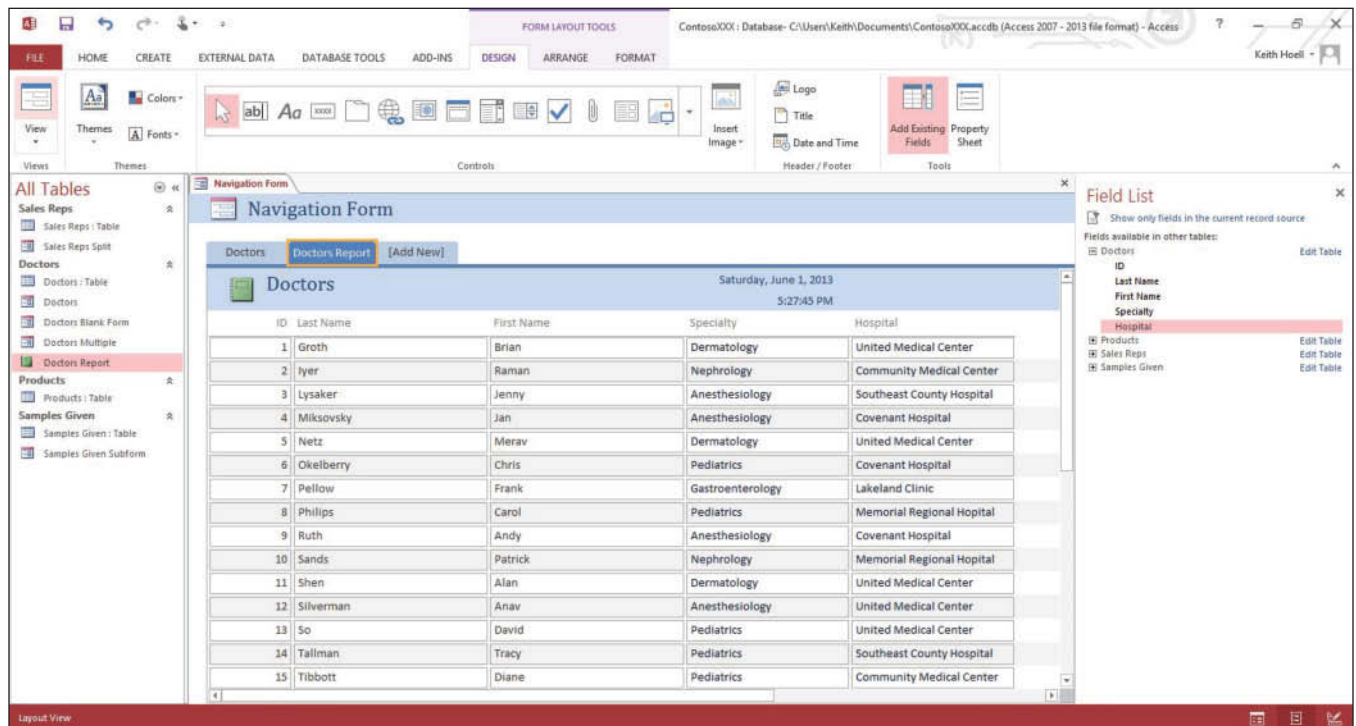 FORM LAYOUT TOOLS
ContosoXXX : Database- C:\Users\Keith\Documents\ContosoXXX.accdb (Access 2007 - 2013 file format) - Access
?
FILE HOME CREATE EXTERNAL DATA DATABASE TOOLS ADD-INS DESIGN ARRANGE FORMAT
Keith Hoell
View
Themes
Aa
Colors
A Fonts
ab|
Aa
xxxx
Insert Image
Logo
Title
Date and Time
Add Existing Fields
Property Sheet
Views
Themes
Controls
Header / Footer
Tools
All Tables
Sales Reps
Sales Reps : Table
Sales Reps Split
Doctors
Doctors : Table
Doctors
Doctors Blank Form
Doctors Multiple
Doctors Report
Products
Products : Table
Samples Given
Samples Given : Table
Samples Given Subform
Navigation Form
Navigation Form
Doctors Doctors Report [Add New]
Doctors
Saturday, June 1, 2013
5:27:45 PM
ID Last Name First Name Specialty Hospital
1 Groth Brian Dermatology United Medical Center
2 Iyer Raman Nephrology Community Medical Center
3 Lysaker Jenny Anesthesiology Southeast County Hospital
4 Miksovsky Jan Anesthesiology Covenant Hospital
5 Netz Merav Dermatology United Medical Center
6 Okelberry Chris Pediatrics Covenant Hospital
7 Pellow Frank Gastroenterology Lakeland Clinic
8 Philips Carol Pediatrics Memorial Regional Hopital
9 Ruth Andy Anesthesiology Covenant Hospital
10 Sands Patrick Nephrology Memorial Regional Hopital
11 Shen Alan Dermatology United Medical Center
12 Silverman Anav Anesthesiology United Medical Center
13 So David Pediatrics United Medical Center
14 Tallman Tracy Pediatrics Southeast County Hospital
15 Tibbott Diane Pediatrics Community Medical Center
Field List
Show only fields in the current record source
Fields available in other tables:
Doctors Edit Table
ID
Last Name
First Name
Specialty
Hospital
Products Edit Table
Sales Reps Edit Table
Samples Given Edit Table
Layout View